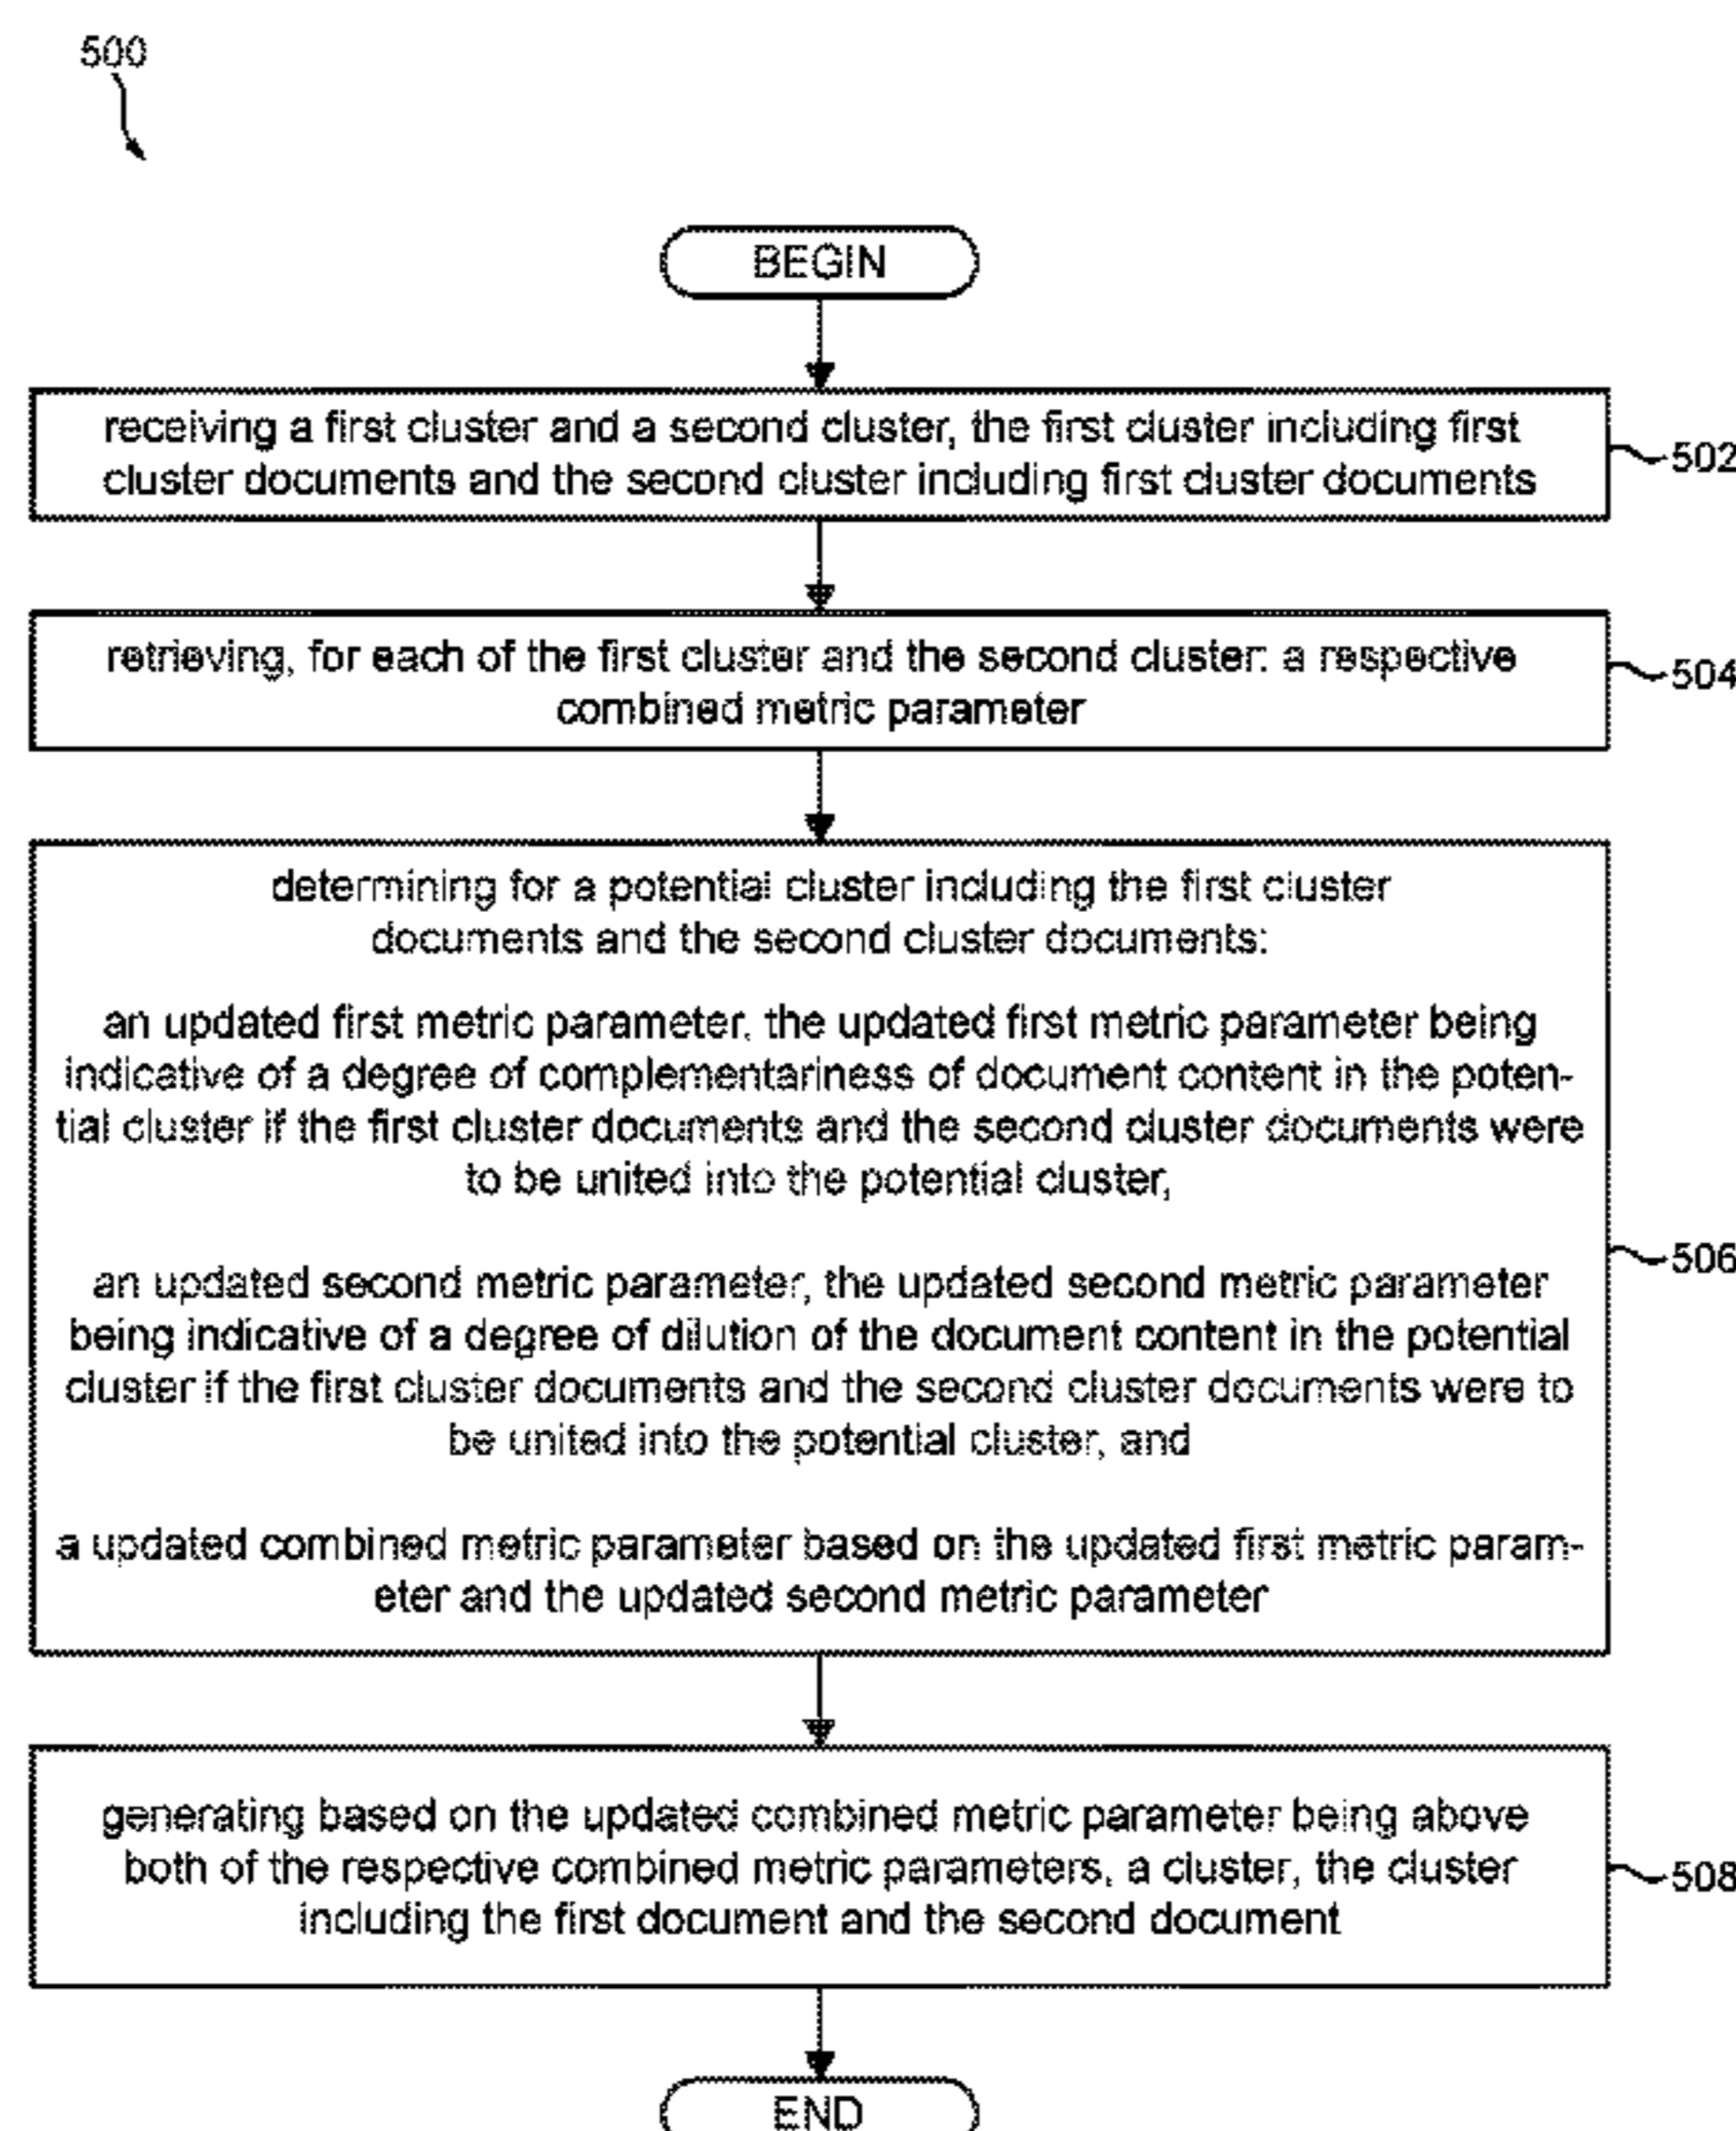 500
BEGIN
receiving a first cluster and a second cluster, the first cluster including first
cluster documents and the second cluster including first cluster documents
502
retrieving, for each of the first cluster and the second cluster: a respective
combined metric parameter
504
determining for a potential cluster including the first cluster
documents and the second cluster documents:
an updated first metric parameter, the updated first metric parameter being
indicative of a degree of complementariness of document content in the poten-
tial cluster if the first cluster documents and the second cluster documents were
to be united into the potential cluster,
an updated second metric parameter, the updated second metric parameter
being indicative of a degree of dilution of the document content in the potential
cluster if the first cluster documents and the second cluster documents were to
be united into the potential cluster, and
a updated combined metric parameter based on the updated first metric param-
eter and the updated second metric parameter
506
generating based on the updated combined metric parameter being above
both of the respective combined metric parameters, a cluster, the cluster
including the first document and the second document
508
END